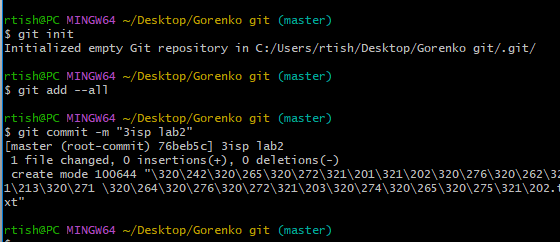 rtish@PC MINGW64 ~/Desktop/Gorenko git (master)
$ git init
Initialized empty Git repository in C:/Users/rtish/Desktop/Gorenko git/.git/
rtish@PC MINGW64 ~/Desktop/Gorenko git (master)
$ git add --all
rtish@PC MINGW64 ~/Desktop/Gorenko git (master)
$ git commit -m "3isp lab2"
[master (root-commit) 76beb5c] 3isp lab2
1 file changed, 0 insertions(+), 0 deletions(-)
create mode 100644 "\320\242\320\265\320\272\321\201\321\202\320\276\320\262\32
1\213\320\271 \320\264\320\276\320\272\321\203\320\274\320\265\320\275\321\202.t
xt"
rtish@PC MINGW64 ~/Desktop/Gorenko git (master)